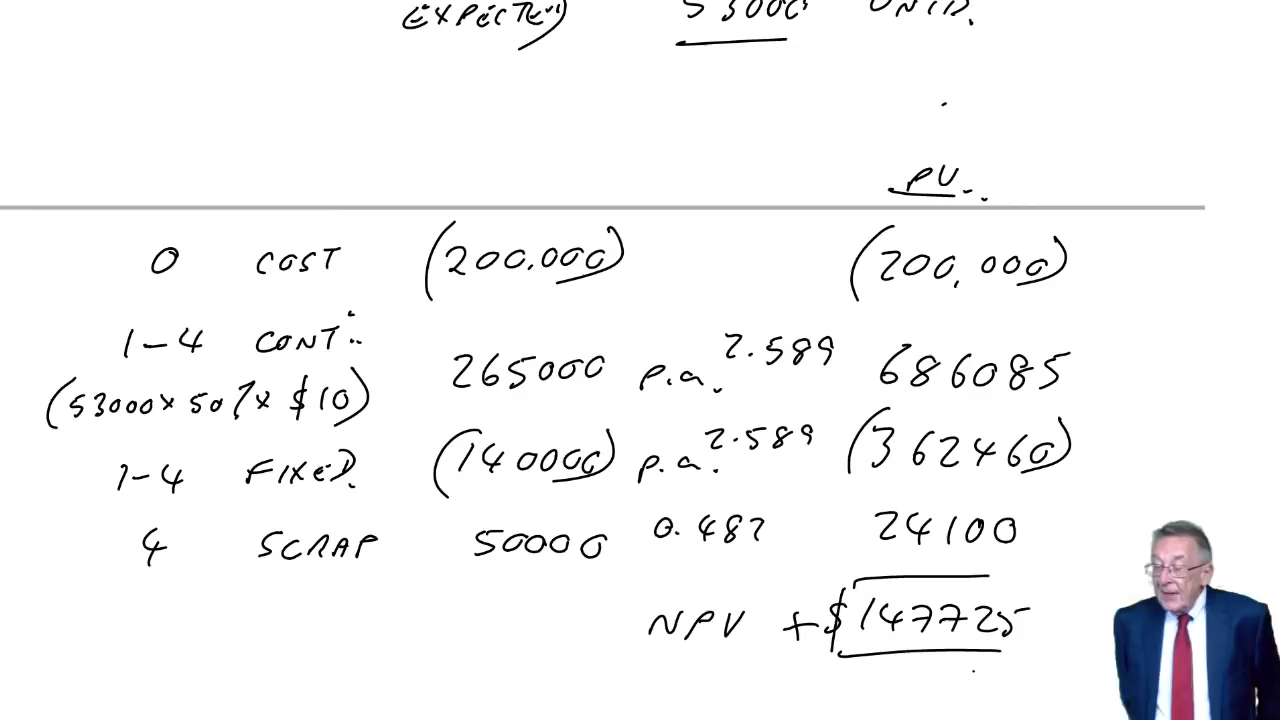 EXPECTED 53000 UNITS.
PV.
0 COST (200,000) (200,000)
1-4 CONT'.. 265000 p.a. 2.589 686085
(53000 x 50% x $10)
1-4 FIXED. (140000) p.a. 2.589 (362460)
4 SCRAP 50000 0.482 24100
NPV +$147725